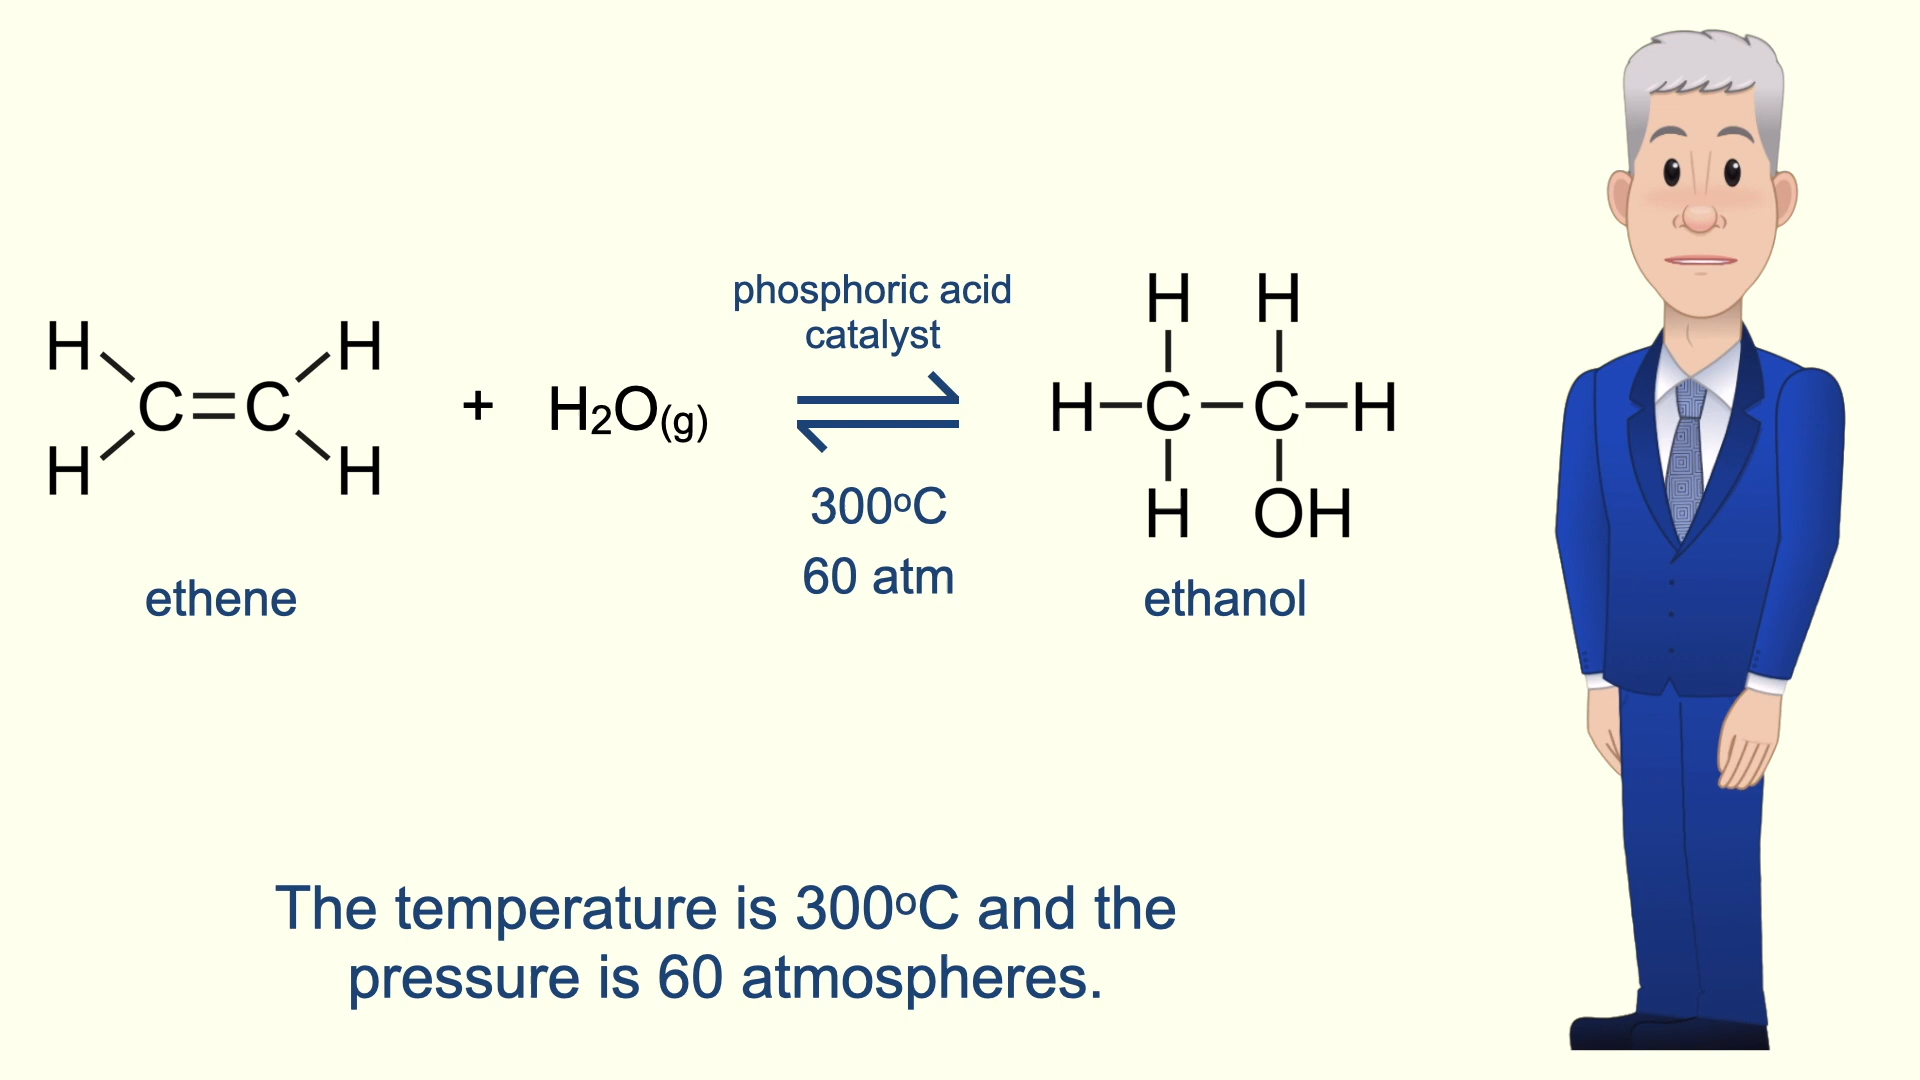 H H H H
phosphoric acid
catalyst
H H
C=C + H₂O(g) H–C–C–H
H H
300ºC
H OH
60 atm
ethene ethanol
The temperature is 300ºC and the
pressure is 60 atmospheres.